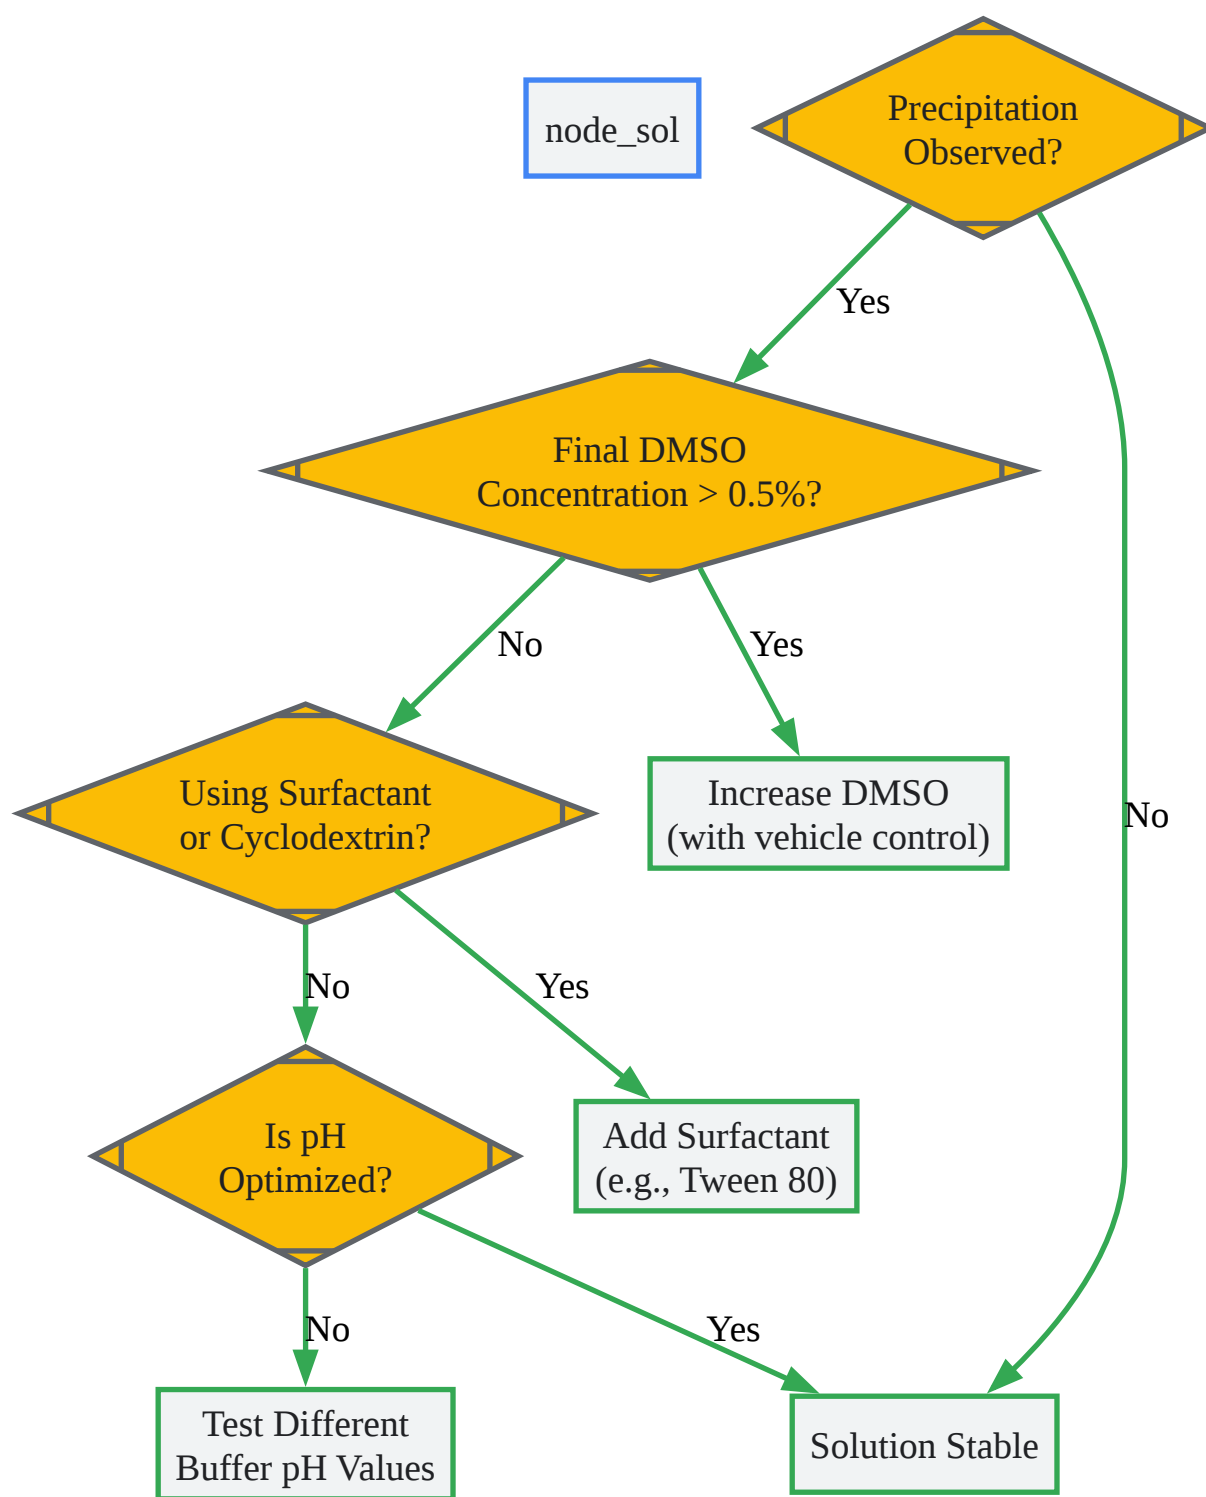 node_sol
Precipitation
Observed?
Yes
Final DMSO
Concentration > 0.5%?
No
Yes
Using Surfactant
or Cyclodextrin?
Increase DMSO
(with vehicle control)
No
No
Yes
Is pH
Optimized?
Add Surfactant
(e.g., Tween 80)
No
Yes
Test Different
Buffer pH Values
Solution Stable